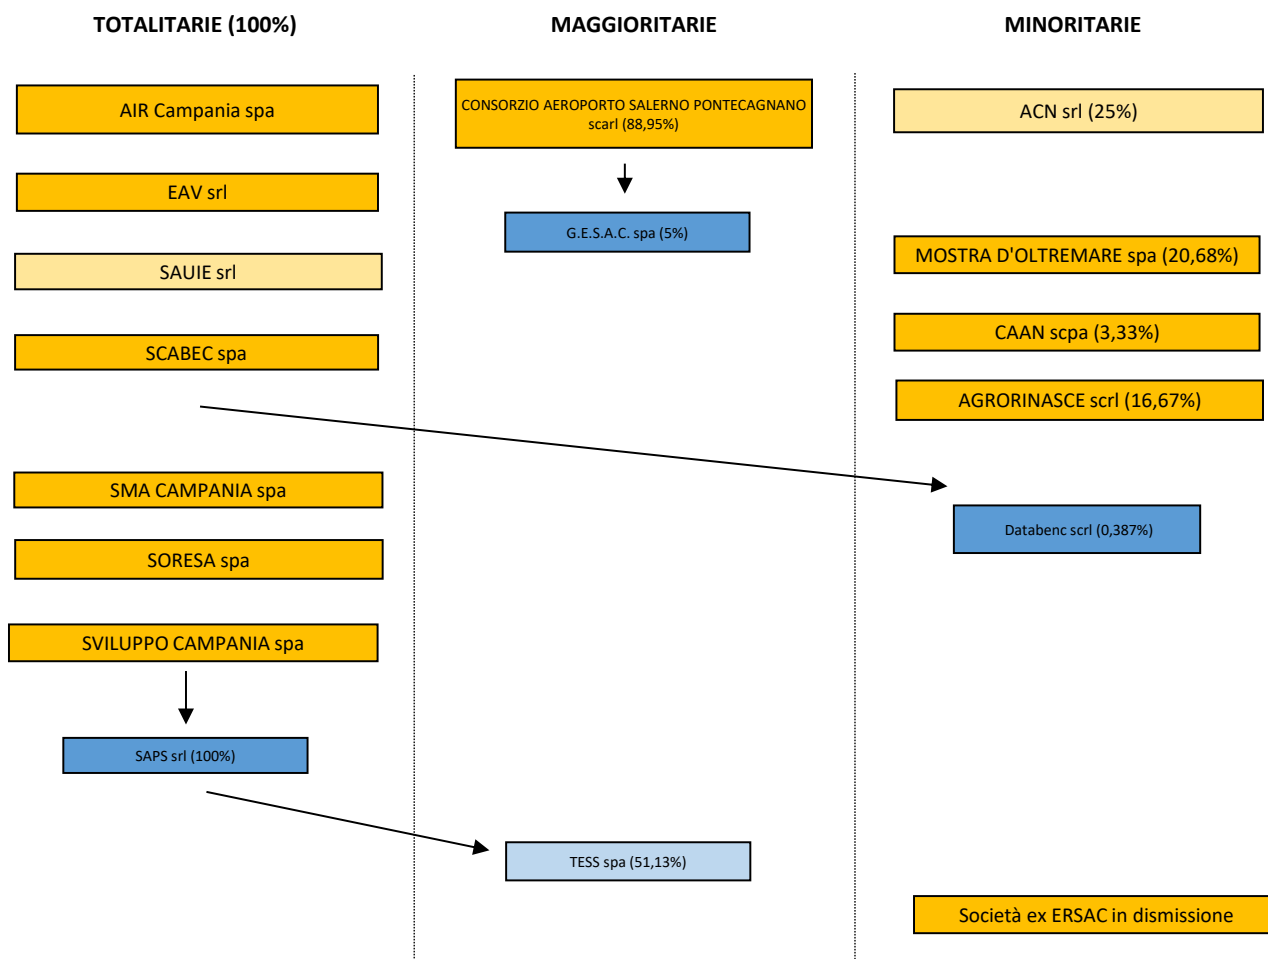 TOTALITARIE (100%)
MAGGIORITARIE
MINORITARIE
AIR Campania spa
EAV srl
SAUIE srl
SCABEC spa
SMA CAMPANIA spa
SORESA spa
SVILUPPO CAMPANIA spa
SAPS srl (100%)
CONSORZIO AEROPORTO SALERNO PONTECAGNANO
scarl (88,95%)
G.E.S.A.C. spa (5%)
TESS spa (51,13%)
ACN srl (25%)
MOSTRA D'OLTREMARE spa (20,68%)
CAAN scpa (3,33%)
AGRORINASCE scrl (16,67%)
Databenc scrl (0,387%)
Società ex ERSAC in dismissione